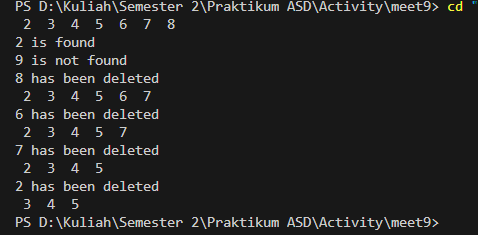 PS D:\Kuliah\Semester 2\Praktikum ASD\Activity\meet9> cd "
2 3 4 5 6 7 8
2 is found
9 is not found
8 has been deleted
2 3 4 5 6 7
6 has been deleted
2 3 4 5 7
7 has been deleted
2 3 4 5
2 has been deleted
3 4 5
PS D:\Kuliah\Semester 2\Praktikum ASD\Activity\meet9>